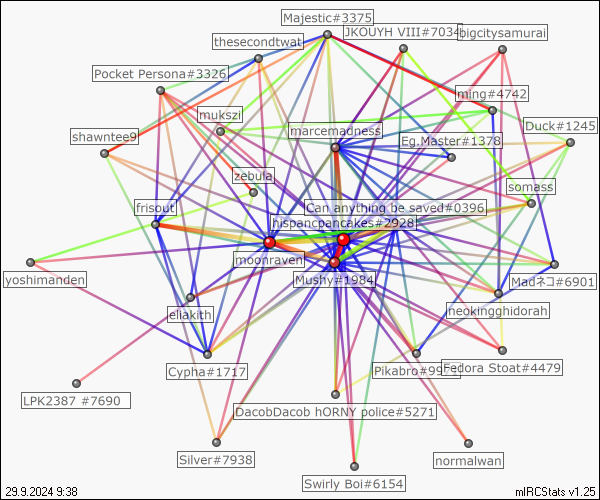 Majestic#3375
JKOUYH VIII#7034
bigcitysamurai
thesecondtwat
Pocket Persona#3326
ming#4742
mukszi
marcemadness
Duck#1245
shawntee9
Eg.Master#1378
zebula
somass
frisout
Can anything be saved#0396
hispancpancakes#2928
moonraven
yoshimanden
Mushy#1984
Madネコ#6901
eliakith
neokingghidorah
Cypha#1717
Fedora Stoat#4479
LPK2387 #7690
DacobDacob hORNY police#5271
Silver#7938
normalwan
Swirly Boi#6154
29.9.2024 9:38
mIRCStats v1.25